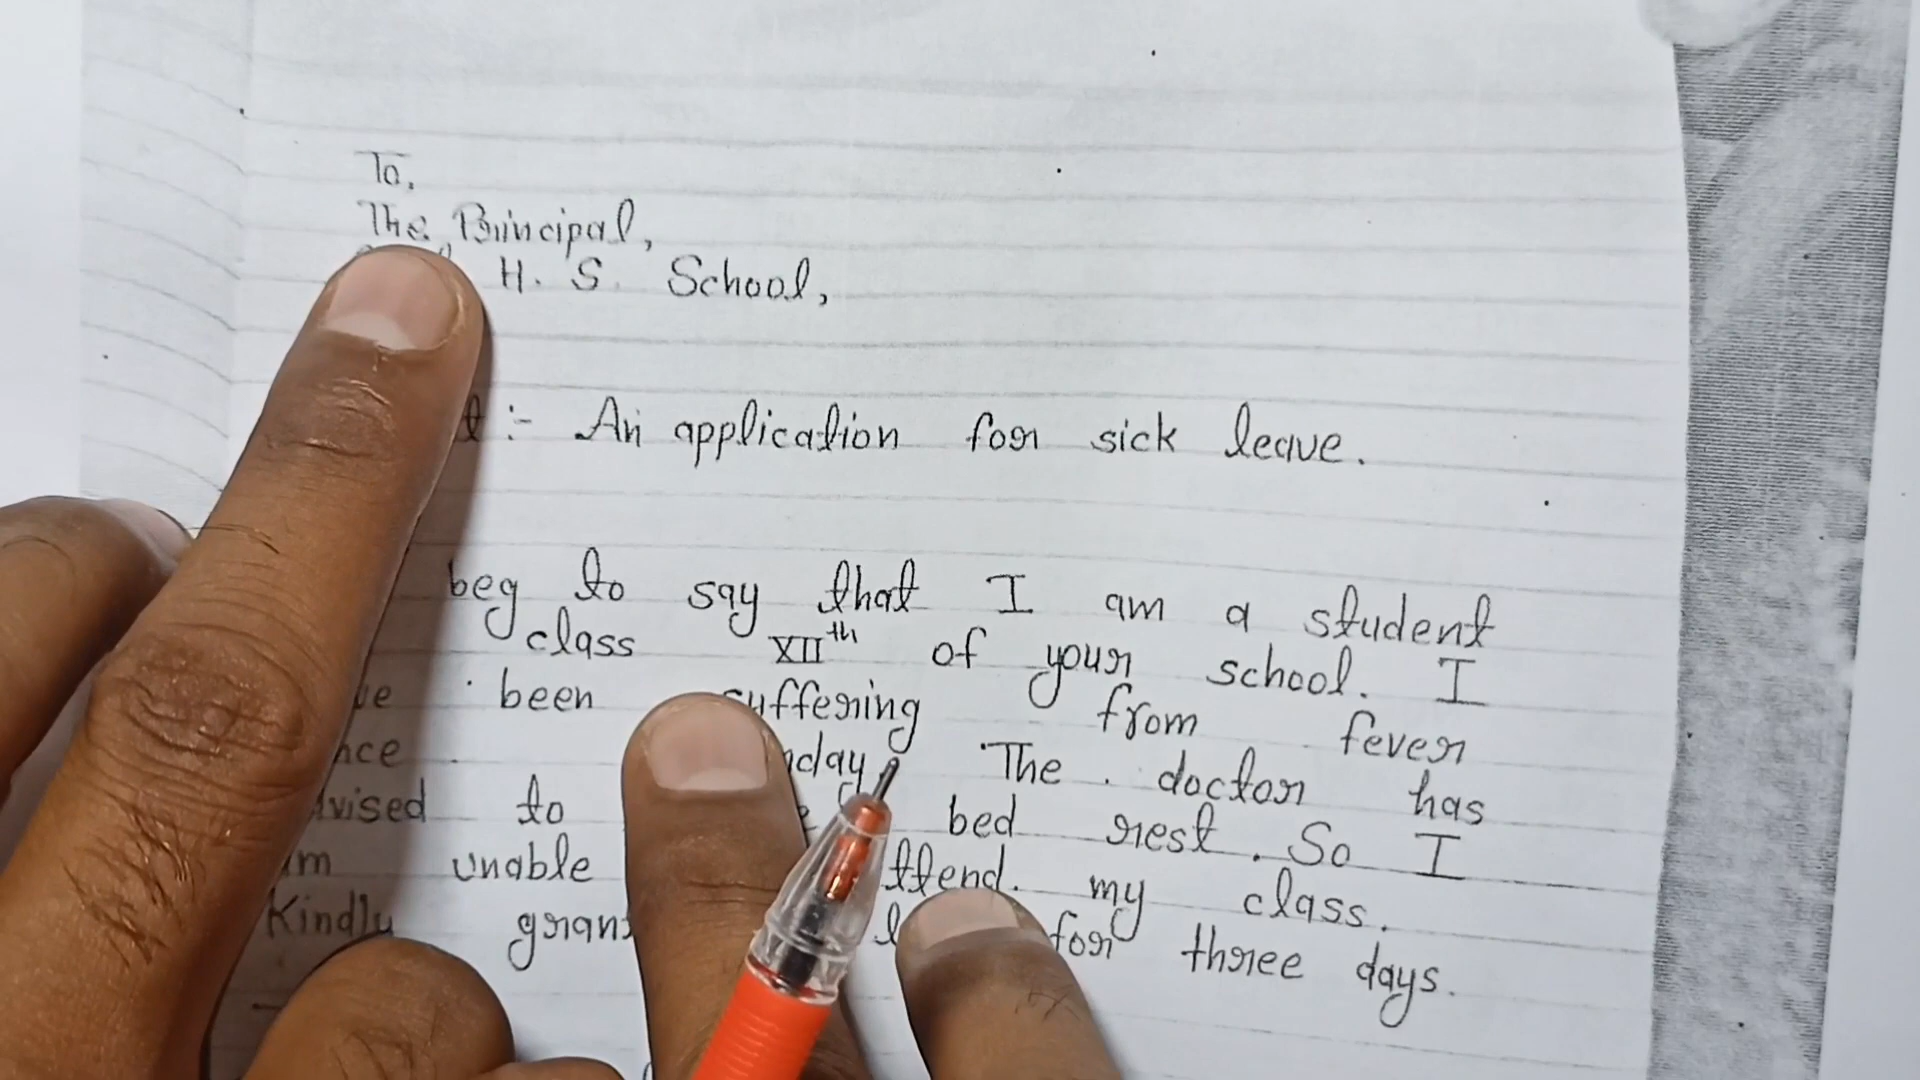 To,
The Principal,
H. S. School,
:- An application for sick leave.
beg to say that I am a student
class XIIth of your school. I
been suffering from fever
The doctor has
to bed rest. So I
unable my class.
Kindly for three days.